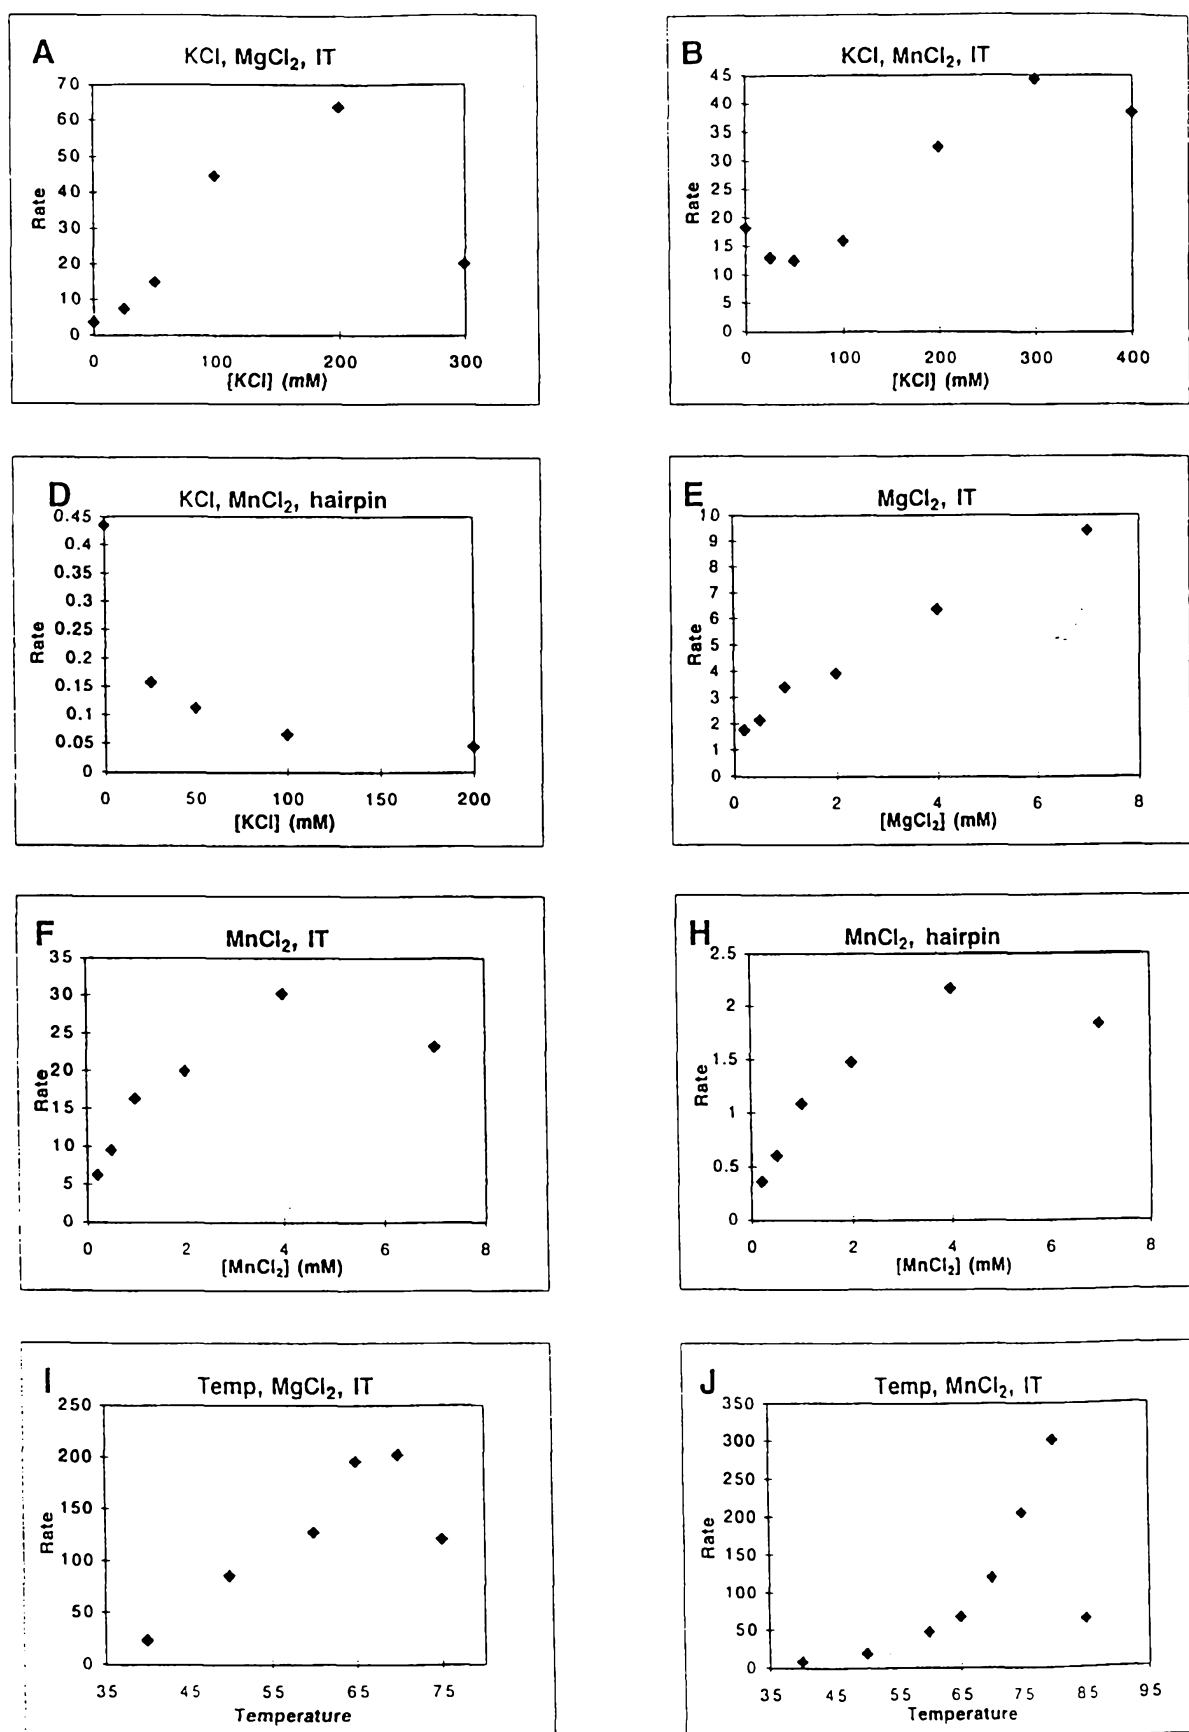 A
KCl, MgCl₂, IT
70
60
50
40
30
20
10
0
Rate
0 100 200 300
[KCl] (mM)
B
KCl, MnCl₂, IT
45
40
35
30
25
20
15
10
5
0
Rate
0 100 200 300 400
[KCl] (mM)
D
KCl, MnCl₂, hairpin
0.45
0.4
0.35
0.3
0.25
0.2
0.15
0.1
0.05
0
Rate
0 50 100 150 200
[KCl] (mM)
E
MgCl₂, IT
10
9
8
7
6
5
4
3
2
1
0
Rate
0 2 4 6 8
[MgCl₂] (mM)
F
MnCl₂, IT
35
30
25
20
15
10
5
0
Rate
0 2 4 6 8
[MnCl₂] (mM)
H
MnCl₂, hairpin
2.5
2
1.5
1
0.5
0
Rate
0 2 4 6 8
[MnCl₂] (mM)
I
Temp, MgCl₂, IT
250
200
150
100
50
0
Rate
35 45 55 65 75
Temperature
J
Temp, MnCl₂, IT
350
300
250
200
150
100
50
0
Rate
35 45 55 65 75 85 95
Temperature